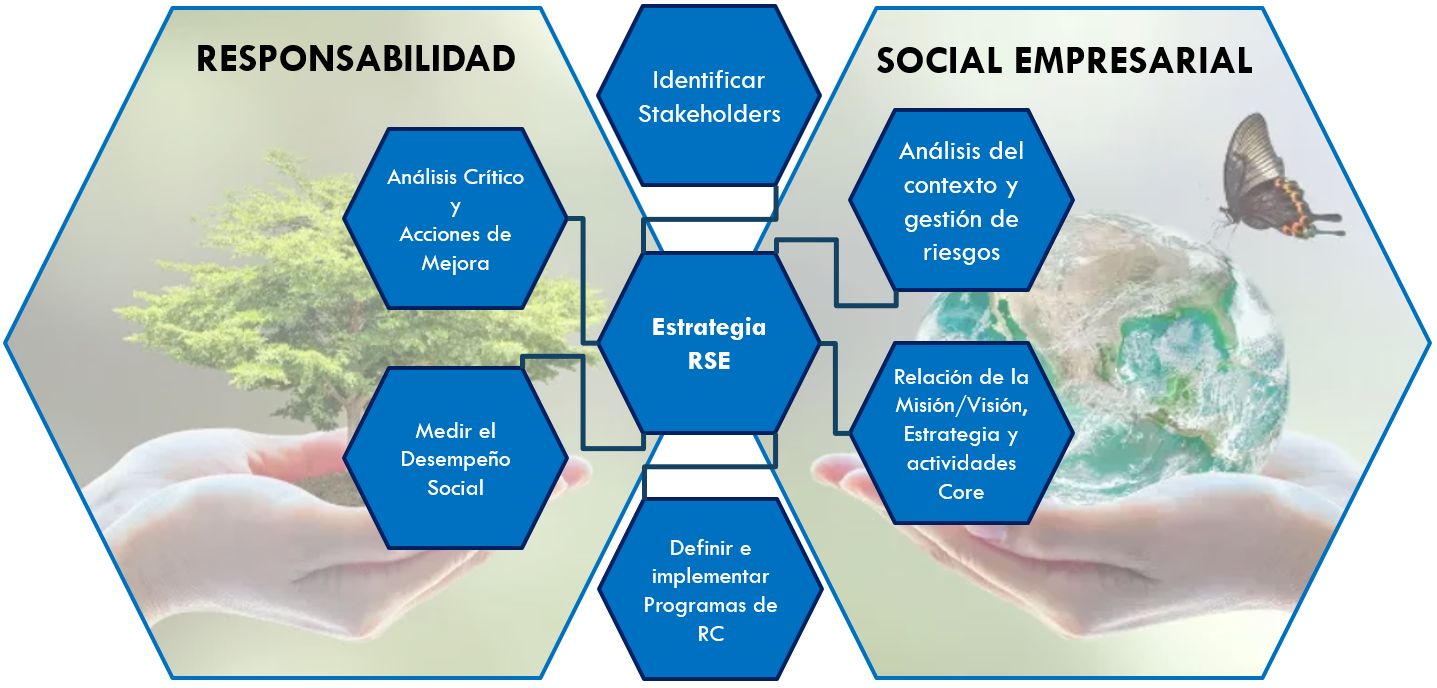 RESPONSABILIDAD
SOCIAL EMPRESARIAL
Identificar
Stakeholders
Análisis del
contexto y
gestión de
riesgos
Análisis Crítico
y
Acciones de
Mejora
Estrategia
RSE
Relación de la
Misión/Visión,
Estrategia y
actividades
Core
Medir el
Desempeño
Social
Definir e
implementar
Programas de
RC